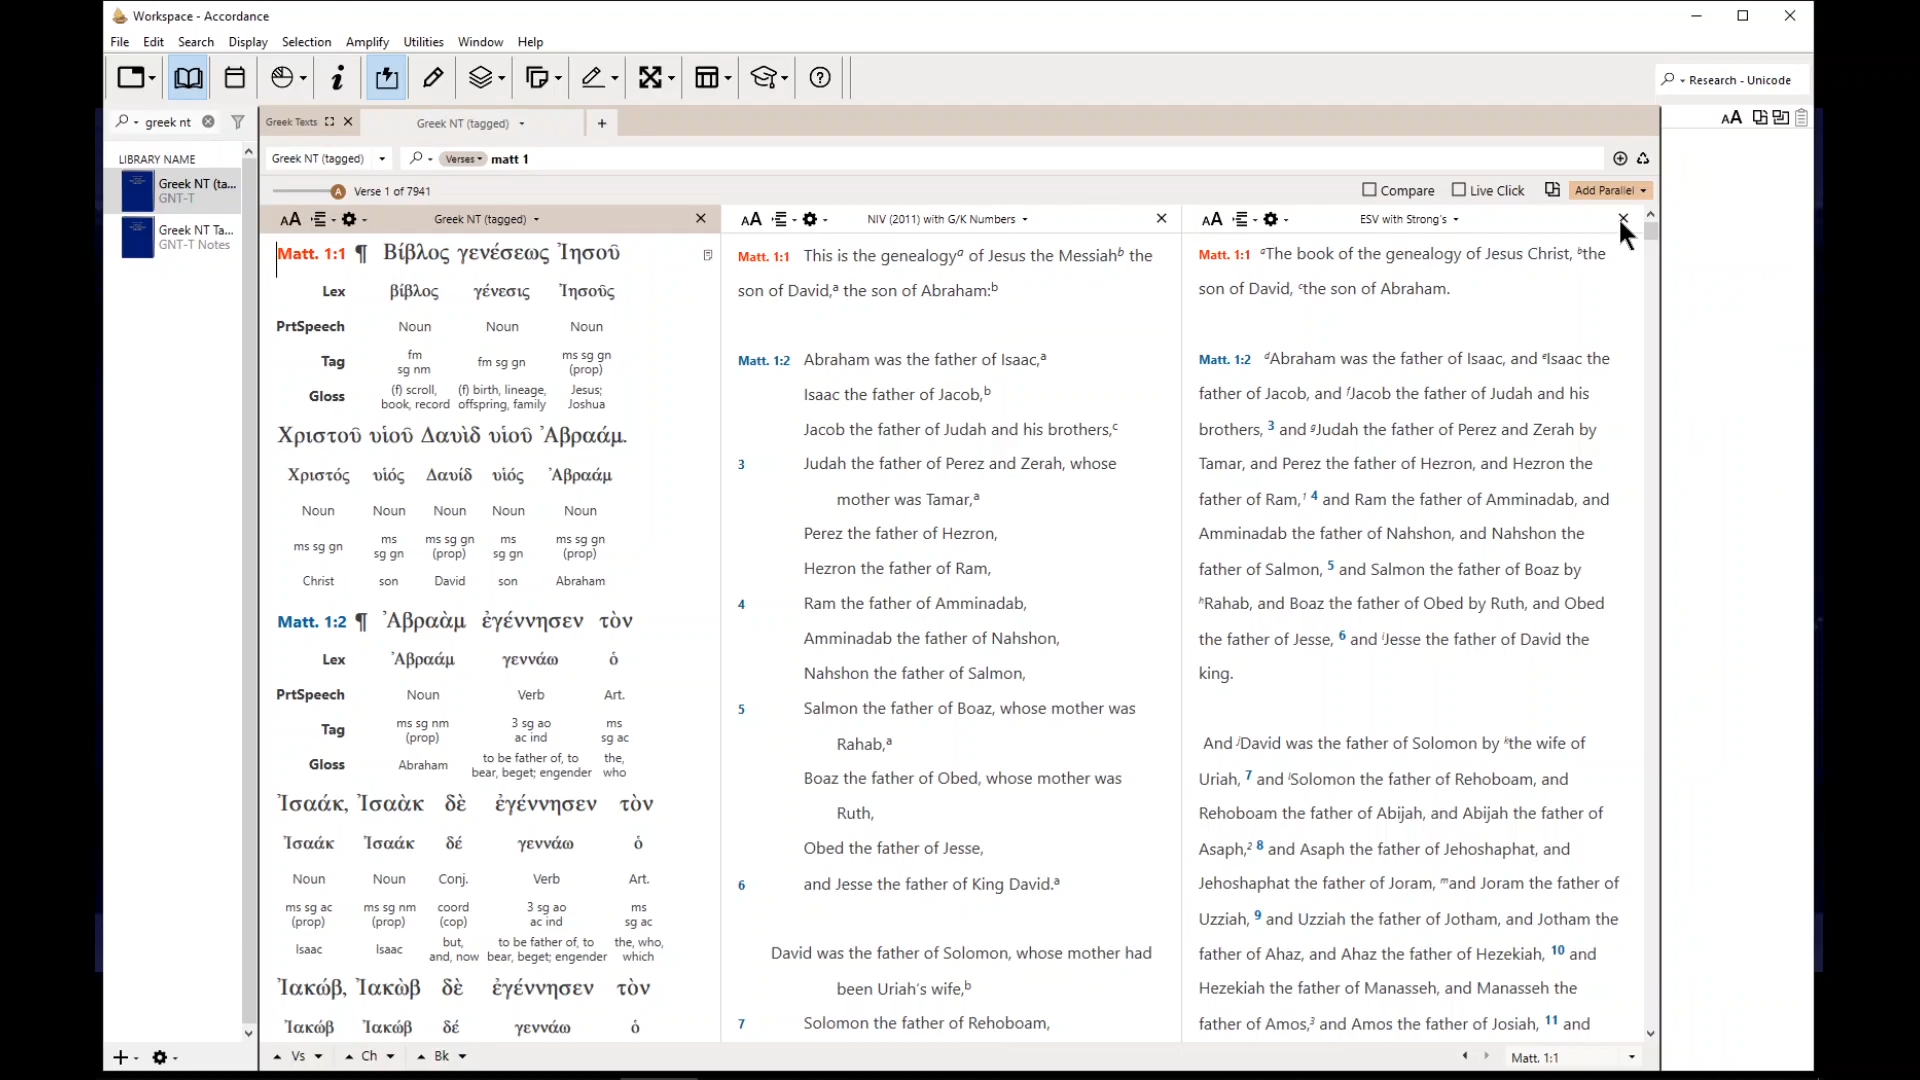 Workspace - Accordance
File Edit Search Display Selection Amplify Utilities Window Help
Research - Unicode
greek nt
LIBRARY NAME
Greek NT (ta...
GNT-T
Greek NT Ta...
GNT-T Notes
Greek Texts
Greek NT (tagged)
Greek NT (tagged) Verses matt 1
A Verse 1 of 7941 Compare Live Click Add Parallel
AA Greek NT (tagged)
Matt. 1:1 ¶ Βίβλος γενέσεως Ἰησοῦ
Lex βίβλος γένεσις Ἰησοῦς
PrtSpeech Noun Noun Noun
Tag fm sg nm fm sg gn ms sg gn (prop)
Gloss (f) scroll, book, record (f) birth, lineage, offspring, family Jesus; Joshua
Χριστοῦ υἱοῦ Δαυὶδ υἱοῦ Ἀβραάμ.
Χριστός υἱός Δαυίδ υἱός Ἀβραάμ
Noun Noun Noun Noun Noun
ms sg gn ms sg gn ms sg gn (prop) ms sg gn ms sg gn (prop)
Christ son David son Abraham
Matt. 1:2 ¶ Ἀβραὰμ ἐγέννησεν τὸν
Lex Ἀβραάμ γεννάω ὁ
PrtSpeech Noun Verb Art.
Tag ms sg nm (prop) 3 sg ao ac ind ms sg ac
Gloss Abraham to be father of, to bear, beget; engender the, who
Ἰσαάκ, Ἰσαὰκ δὲ ἐγέννησεν τὸν
Ἰσαάκ Ἰσαάκ δέ γεννάω ὁ
Noun Noun Conj. Verb Art.
ms sg ac (prop) ms sg nm (prop) coord (cop) 3 sg ao ac ind ms sg ac
Isaac Isaac but, and, now to be father of, to bear, beget; engender the, who, which
Ἰακώβ, Ἰακὼβ δὲ ἐγέννησεν τὸν
Ἰακώβ Ἰακώβ δέ γεννάω ὁ
AA NIV (2011) with G/K Numbers
Matt. 1:1 This is the genealogyᵃ of Jesus the Messiahᵇ the
son of David,ᵃ the son of Abraham:ᵇ
Matt. 1:2 Abraham was the father of Isaac,ᵃ
Isaac the father of Jacob,ᵇ
Jacob the father of Judah and his brothers,ᶜ
3 Judah the father of Perez and Zerah, whose
mother was Tamar,ᵃ
Perez the father of Hezron,
Hezron the father of Ram,
4 Ram the father of Amminadab,
Amminadab the father of Nahshon,
Nahshon the father of Salmon,
5 Salmon the father of Boaz, whose mother was
Rahab,ᵃ
Boaz the father of Obed, whose mother was
Ruth,
Obed the father of Jesse,
6 and Jesse the father of King David.ᵃ
David was the father of Solomon, whose mother had
been Uriah's wife,ᵇ
7 Solomon the father of Rehoboam,
AA ESV with Strong's
Matt. 1:1 ᵃThe book of the genealogy of Jesus Christ, ᵇthe
son of David, ᶜthe son of Abraham.
Matt. 1:2 ᵈAbraham was the father of Isaac, and ᵉIsaac the
father of Jacob, and ᶠJacob the father of Judah and his
brothers, 3 and ᵍJudah the father of Perez and Zerah by
Tamar, and Perez the father of Hezron, and Hezron the
father of Ram,¹ 4 and Ram the father of Amminadab, and
Amminadab the father of Nahshon, and Nahshon the
father of Salmon, 5 and Salmon the father of Boaz by
ʰRahab, and Boaz the father of Obed by Ruth, and Obed
the father of Jesse, 6 and ⁱJesse the father of David the
king.
And ʲDavid was the father of Solomon by ᵏthe wife of
Uriah, 7 and ˡSolomon the father of Rehoboam, and
Rehoboam the father of Abijah, and Abijah the father of
Asaph,² 8 and Asaph the father of Jehoshaphat, and
Jehoshaphat the father of Joram, ᵐand Joram the father of
Uzziah, 9 and Uzziah the father of Jotham, and Jotham the
father of Ahaz, and Ahaz the father of Hezekiah, 10 and
Hezekiah the father of Manasseh, and Manasseh the
father of Amos,³ and Amos the father of Josiah, 11 and
Vs Ch Bk Matt. 1:1
AA